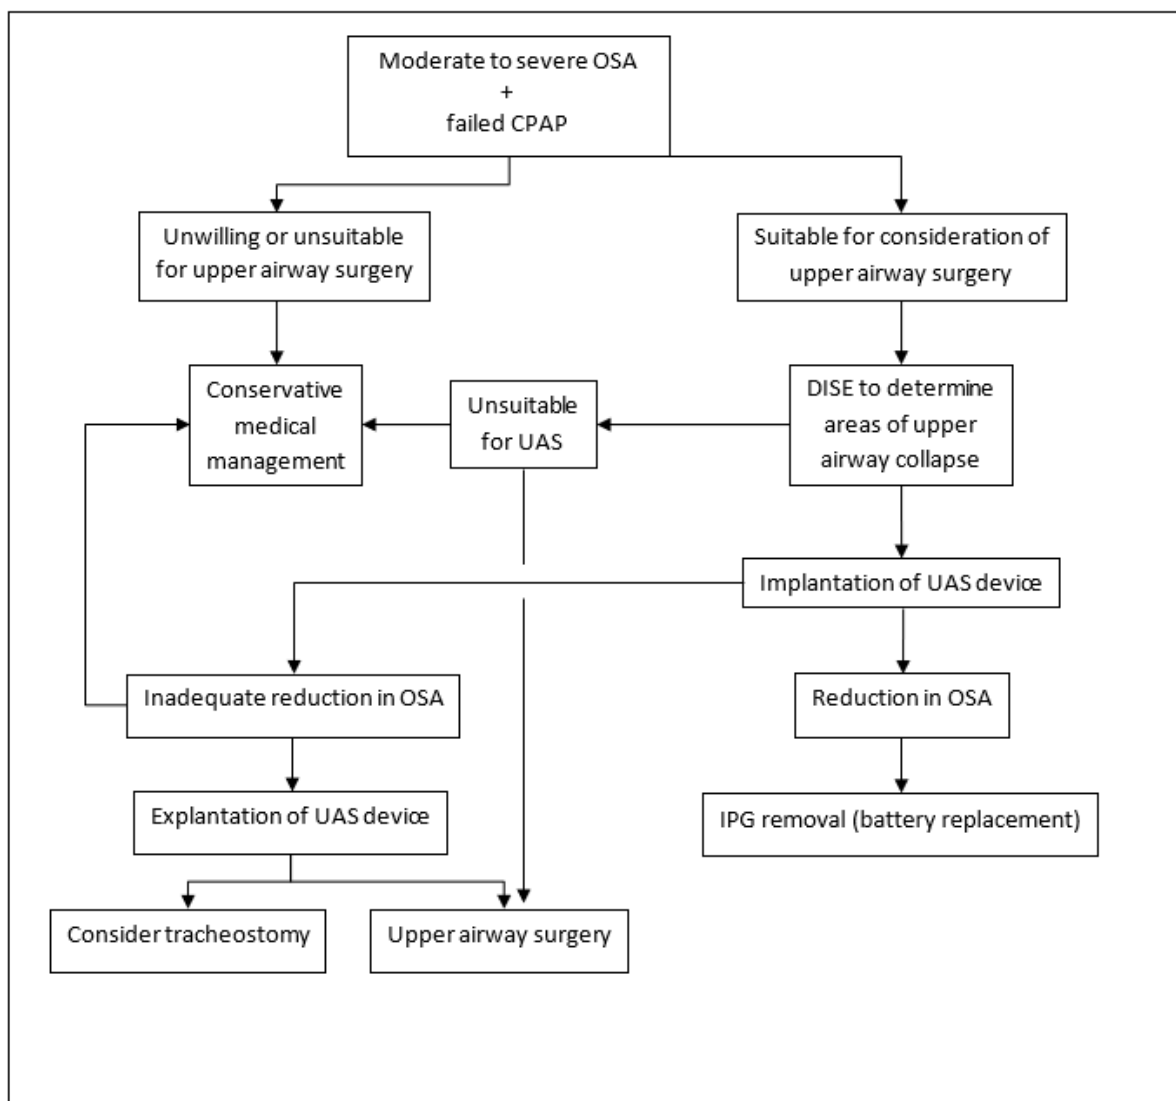 Moderate to severe OSA
+
failed CPAP
Unwilling or unsuitable
for upper airway surgery
Suitable for consideration of
upper airway surgery
Conservative
medical
management
Unsuitable
for UAS
DISE to determine
areas of upper
airway collapse
Implantation of UAS device
Inadequate reduction in OSA
Reduction in OSA
Explantation of UAS device
IPG removal (battery replacement)
Consider tracheostomy
Upper airway surgery